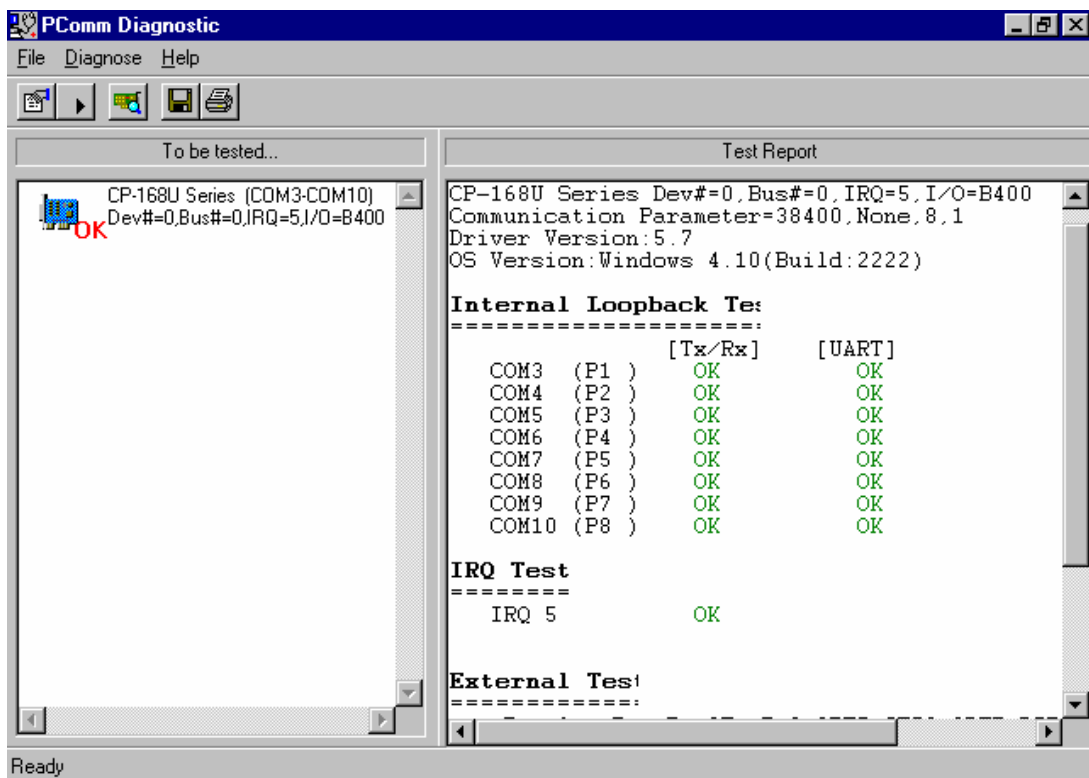 PComm Diagnostic
File Diagnose Help
To be tested...
CP-168U Series (COM3-COM10)
Dev#=0,Bus#=0,IRQ=5,I/O=B400
OK
Test Report
CP-168U Series Dev#=0,Bus#=0,IRQ=5,I/O=B400
Communication Parameter=38400,None,8,1
Driver Version:5.7
OS Version:Windows 4.10(Build:2222)
Internal Loopback Tes
=====================
[Tx/Rx] [UART]
COM3 (P1 ) OK OK
COM4 (P2 ) OK OK
COM5 (P3 ) OK OK
COM6 (P4 ) OK OK
COM7 (P5 ) OK OK
COM8 (P6 ) OK OK
COM9 (P7 ) OK OK
COM10 (P8 ) OK OK
IRQ Test
========
IRQ 5 OK
External Test
=============
Ready